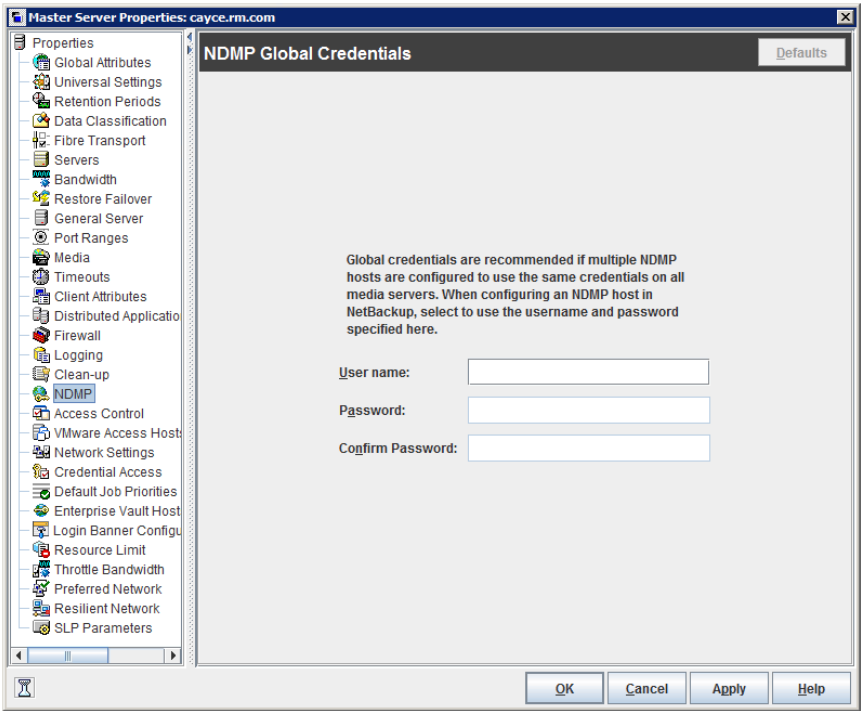 Master Server Properties: cayce.rm.com
Properties
Global Attributes
Universal Settings
Retention Periods
Data Classification
Fibre Transport
Servers
Bandwidth
Restore Failover
General Server
Port Ranges
Media
Timeouts
Client Attributes
Distributed Applicatio
Firewall
Logging
Clean-up
NDMP
Access Control
VMware Access Hosts
Network Settings
Credential Access
Default Job Priorities
Enterprise Vault Host
Login Banner Configu
Resource Limit
Throttle Bandwidth
Preferred Network
Resilient Network
SLP Parameters
NDMP Global Credentials
Defaults
Global credentials are recommended if multiple NDMP
hosts are configured to use the same credentials on all
media servers. When configuring an NDMP host in
NetBackup, select to use the username and password
specified here.
User name:
Password:
Confirm Password:
OK
Cancel
Apply
Help